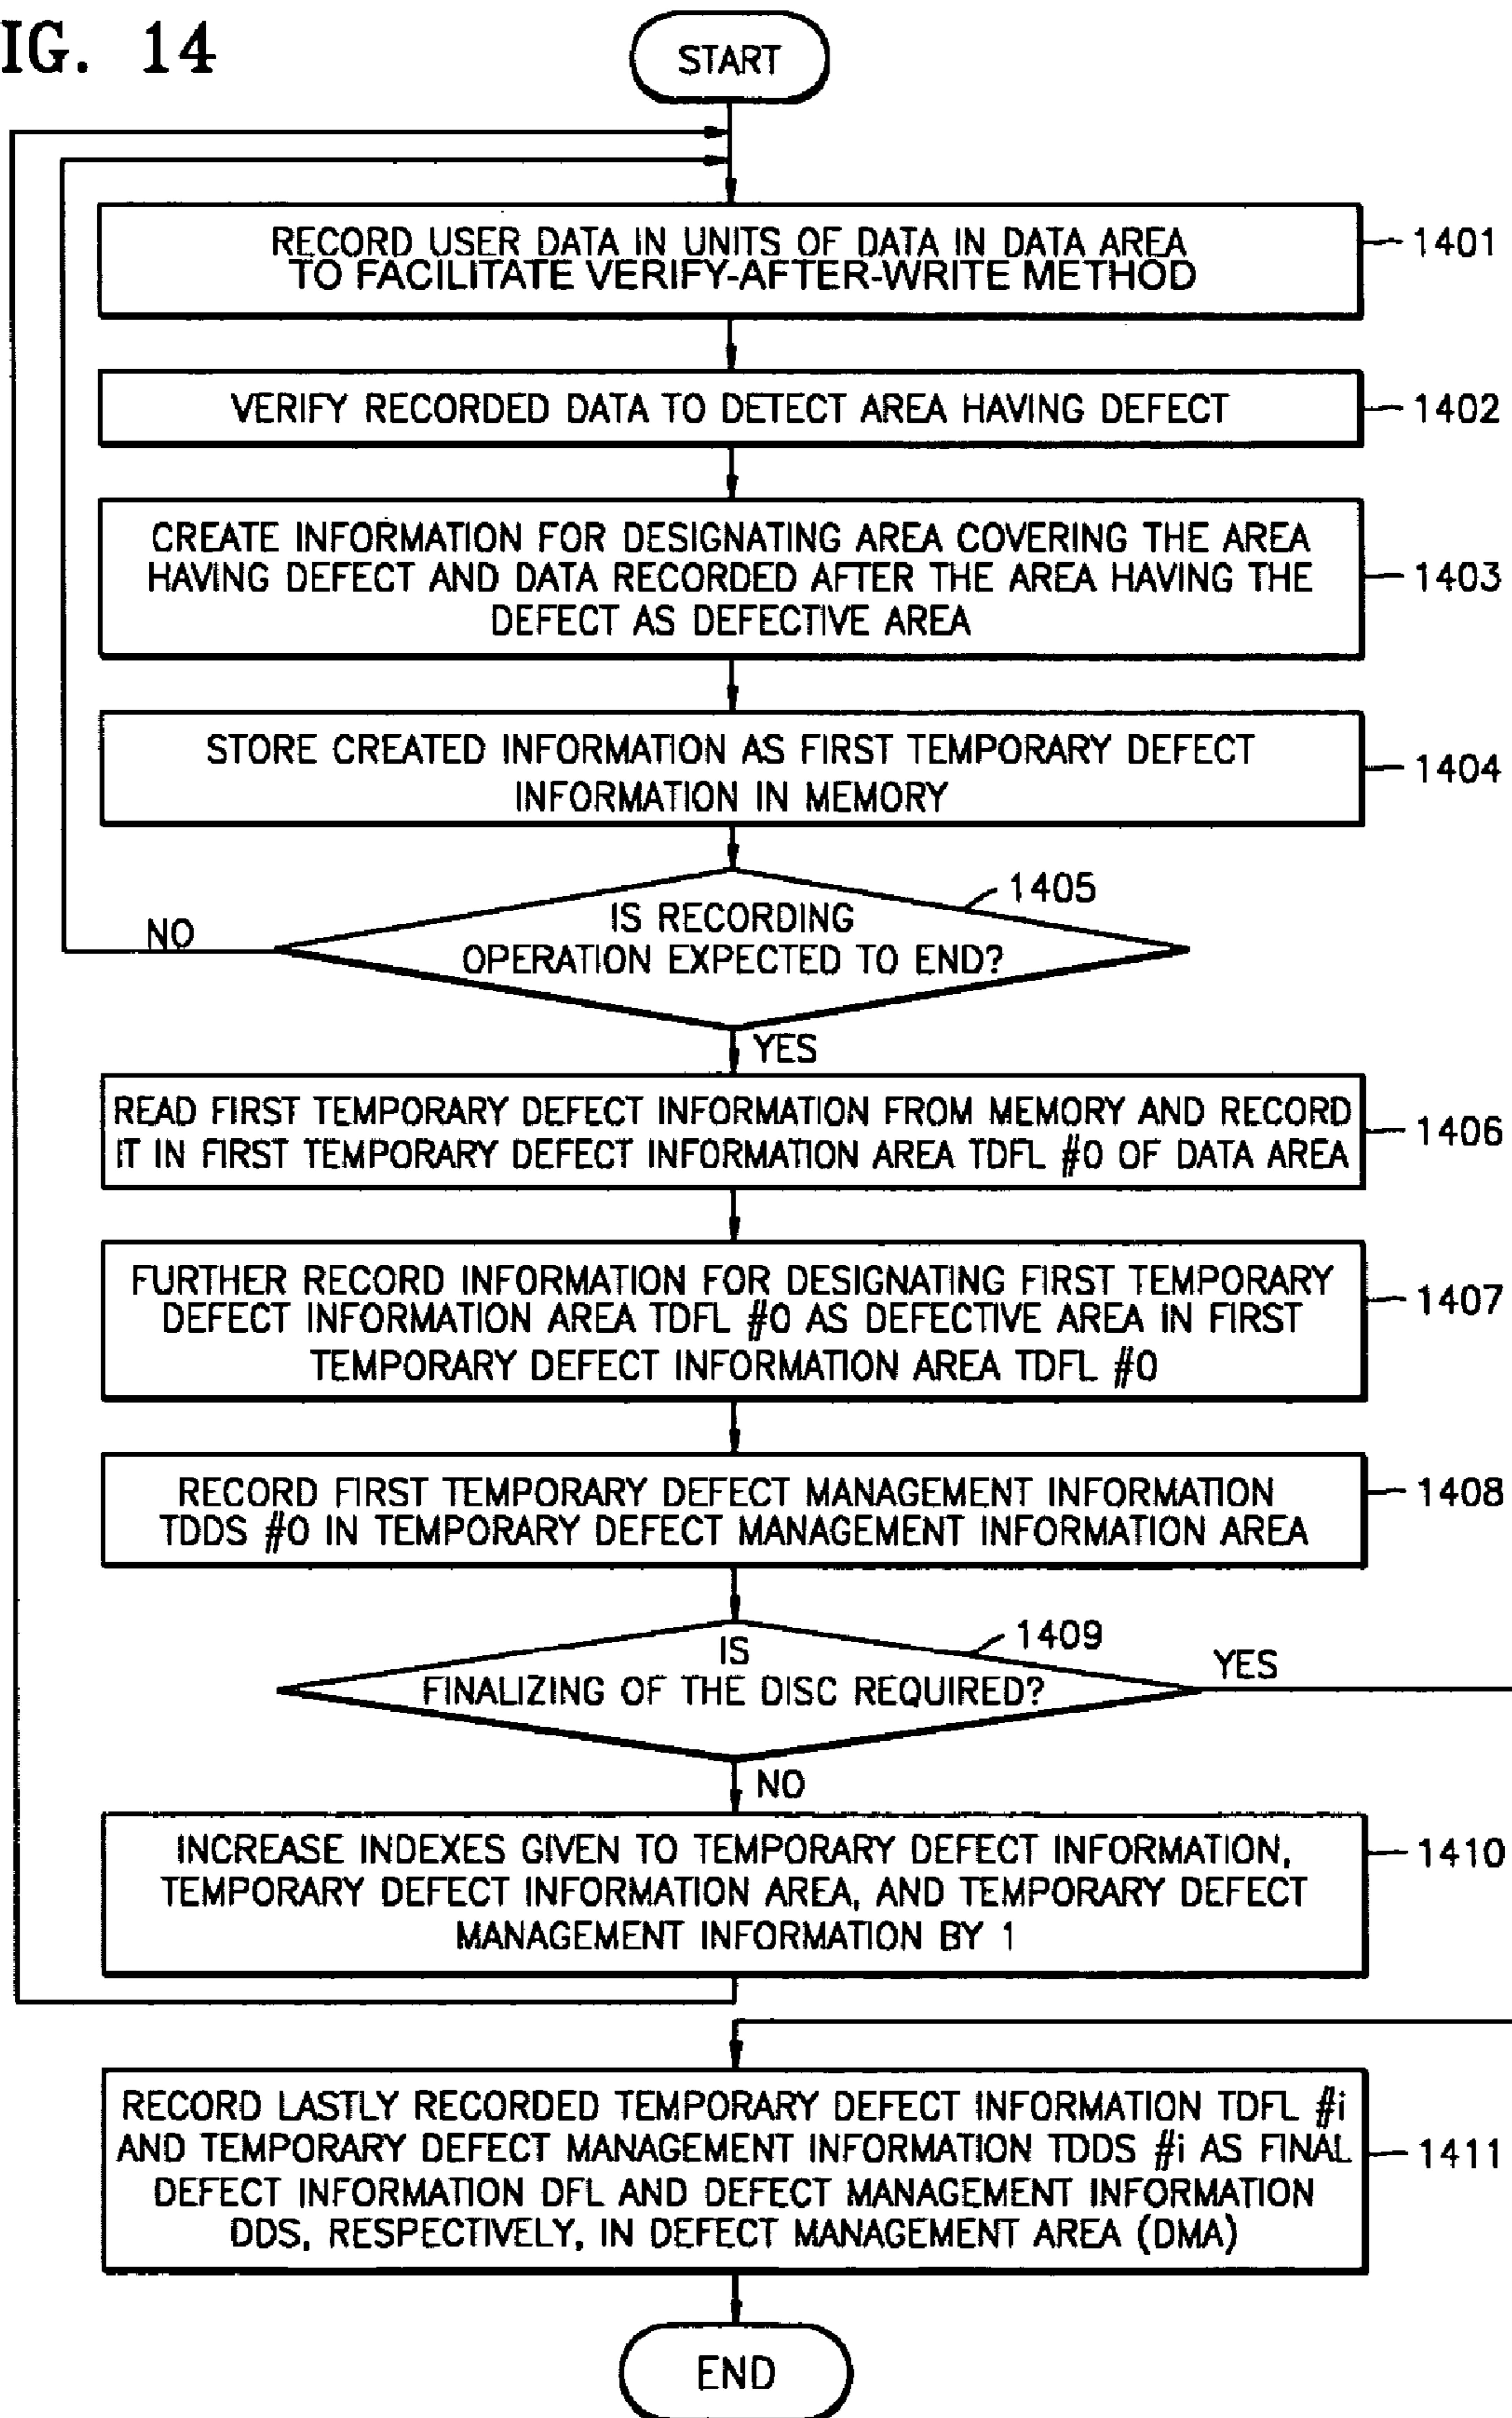 IG. 14
START
RECORD USER DATA IN UNITS OF DATA IN DATA AREA
TO FACILITATE VERIFY-AFTER-WRITE METHOD
1401
VERIFY RECORDED DATA TO DETECT AREA HAVING DEFECT
1402
CREATE INFORMATION FOR DESIGNATING AREA COVERING THE AREA
HAVING DEFECT AND DATA RECORDED AFTER THE AREA HAVING THE
DEFECT AS DEFECTIVE AREA
1403
STORE CREATED INFORMATION AS FIRST TEMPORARY DEFECT
INFORMATION IN MEMORY
1404
1405
IS RECORDING
OPERATION EXPECTED TO END?
NO
YES
READ FIRST TEMPORARY DEFECT INFORMATION FROM MEMORY AND RECORD
IT IN FIRST TEMPORARY DEFECT INFORMATION AREA TDFL #0 OF DATA AREA
1406
FURTHER RECORD INFORMATION FOR DESIGNATING FIRST TEMPORARY
DEFECT INFORMATION AREA TDFL #0 AS DEFECTIVE AREA IN FIRST
TEMPORARY DEFECT INFORMATION AREA TDFL #0
1407
RECORD FIRST TEMPORARY DEFECT MANAGEMENT INFORMATION
TDDS #0 IN TEMPORARY DEFECT MANAGEMENT INFORMATION AREA
1408
1409
IS
FINALIZING OF THE DISC REQUIRED?
YES
NO
INCREASE INDEXES GIVEN TO TEMPORARY DEFECT INFORMATION,
TEMPORARY DEFECT INFORMATION AREA, AND TEMPORARY DEFECT
MANAGEMENT INFORMATION BY 1
1410
RECORD LASTLY RECORDED TEMPORARY DEFECT INFORMATION TDFL #i
AND TEMPORARY DEFECT MANAGEMENT INFORMATION TDDS #i AS FINAL
DEFECT INFORMATION DFL AND DEFECT MANAGEMENT INFORMATION
DDS, RESPECTIVELY, IN DEFECT MANAGEMENT AREA (DMA)
1411
END